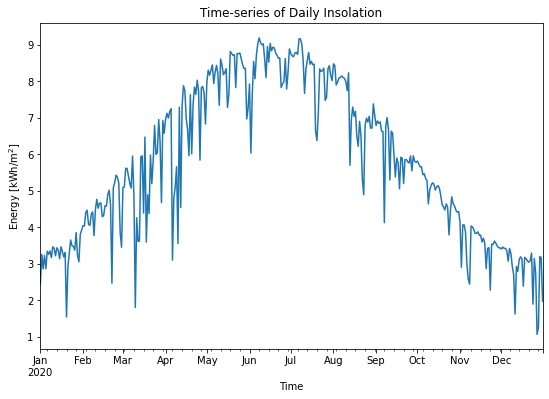 Time-series of Daily Insolation
Energy [kWh/m²]
9
8
7
6
5
4
3
2
1
Jan Feb Mar Apr May Jun Jul Aug Sep Oct Nov Dec
2020
Time